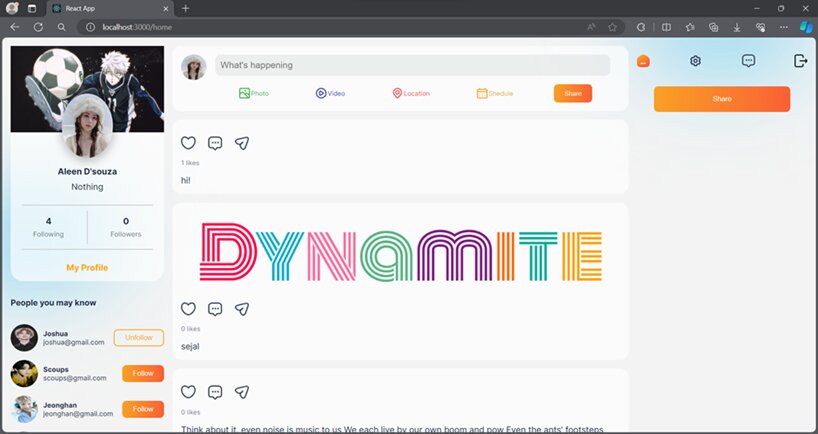 React App
localhost:3000/home
Aleen D'souza
Nothing
4
0
Following
Followers
My Profile
People you may know
Joshua
joshua@gmail.com
Unfollow
Scoups
scoups@gmail.com
Follow
Jeonghan
jeonghan@gmail.com
Follow
What's happening
Photo
Video
Location
Shedule
Share
1 likes
hi!
DYNaMITE
0 likes
sejal
0 likes
Think about it, even noise is music to us We each live by our own boom and pow Even the ants' footsteps
Share